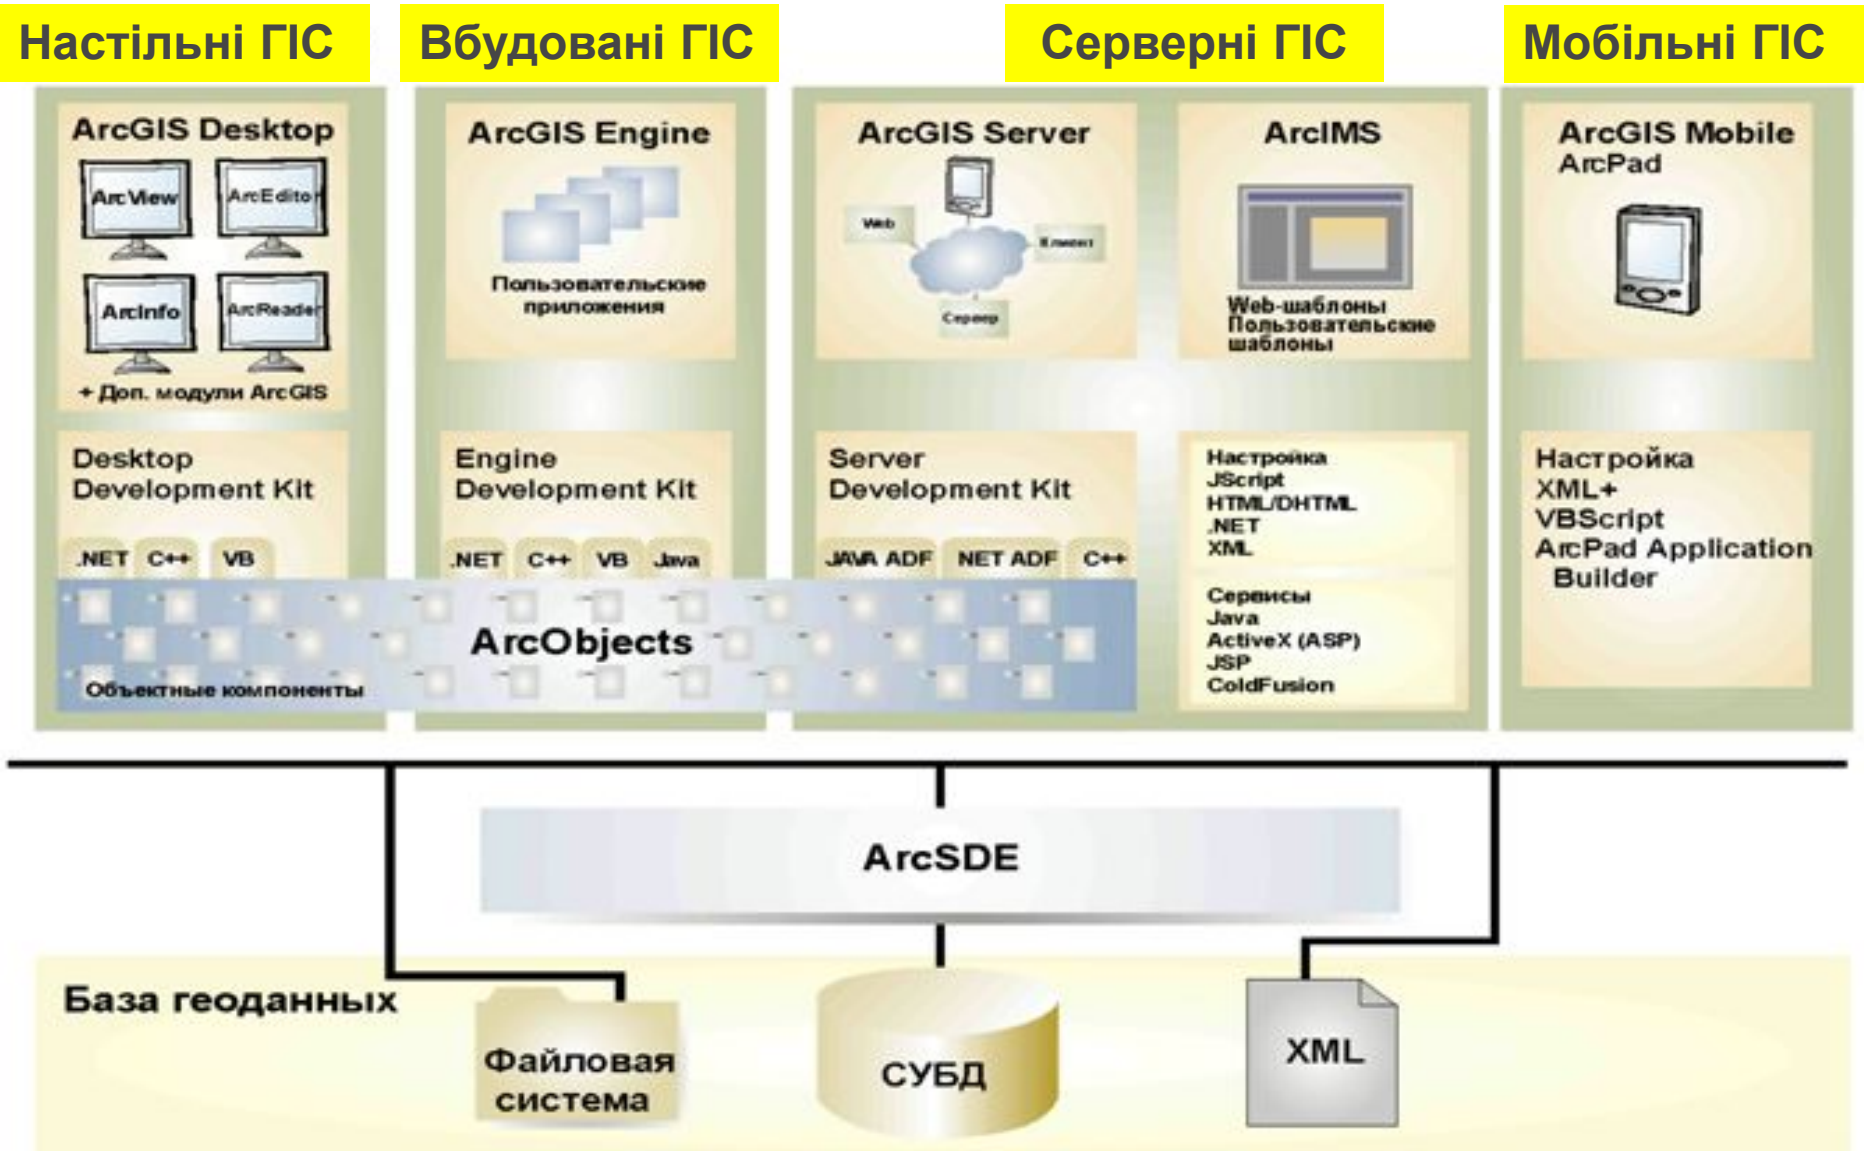 Настільні ГІС
Вбудовані ГІС
Серверні ГІС
Мобільні ГІС
ArcGIS Desktop
ArcView
ArcEditor
ArcInfo
ArcReader
+ Доп. модули ArcGIS
Desktop
Development Kit
.NET
C++
VB
ArcGIS Engine
Пользовательские
приложения
Engine
Development Kit
.NET
C++
VB
Java
ArcGIS Server
Web
Клиент
Сервер
Server
Development Kit
JAVA ADF
NET ADF
C++
ArcObjects
Объектные компоненты
ArcIMS
Web-шаблоны
Пользовательские
шаблоны
Настройка
JScript
HTML/DHTML
.NET
XML
Сервисы
Java
ActiveX (ASP)
JSP
ColdFusion
ArcGIS Mobile
ArcPad
Настройка
XML+
VBScript
ArcPad Application
Builder
ArcSDE
База геоданных
Файловая
система
СУБД
XML